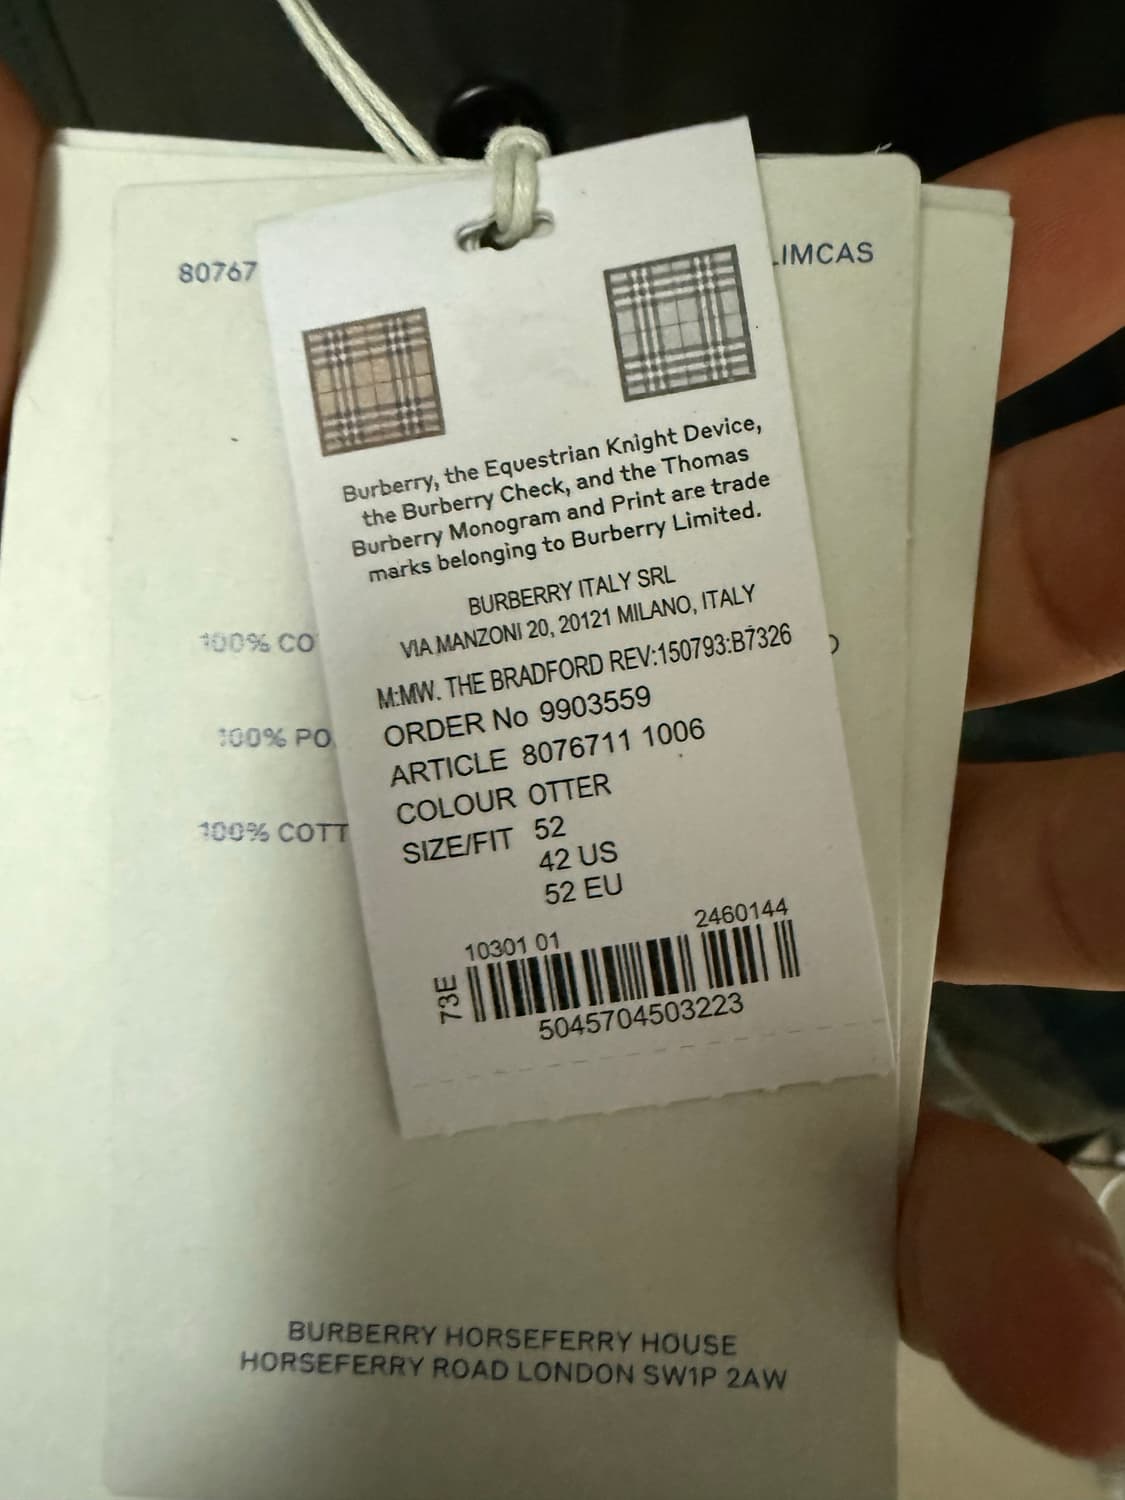 80767
LIMCAS
Burberry, the Equestrian Knight Device,
the Burberry Check, and the Thomas
Burberry Monogram and Print are trade
marks belonging to Burberry Limited.
BURBERRY ITALY SRL
VIA MANZONI 20, 20121 MILANO, ITALY
M:MW. THE BRADFORD REV:150793:B7326
ORDER No 9903559
ARTICLE 8076711 1006
COLOUR OTTER
SIZE/FIT 52
42 US
52 EU
10301 01 2460144
73E
5045704503223
100% CO
100% PO
100% COTT
BURBERRY HORSEFERRY HOUSE
HORSEFERRY ROAD LONDON SW1P 2AW